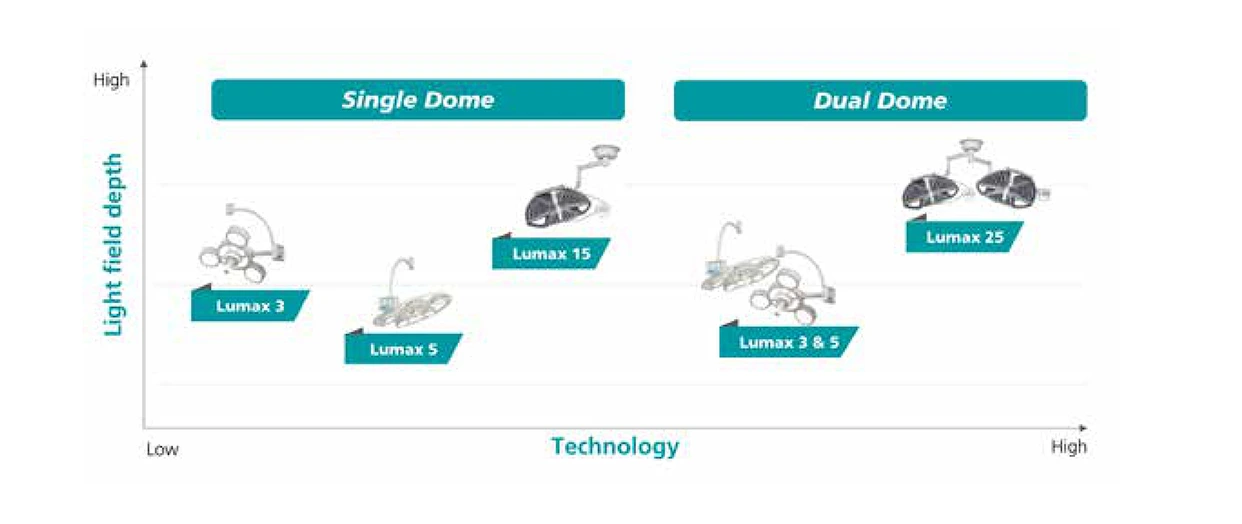 High
Single Dome
Dual Dome
Light field depth
Lumax 3
Lumax 5
Lumax 15
Lumax 3 & 5
Lumax 25
Low
Technology
High